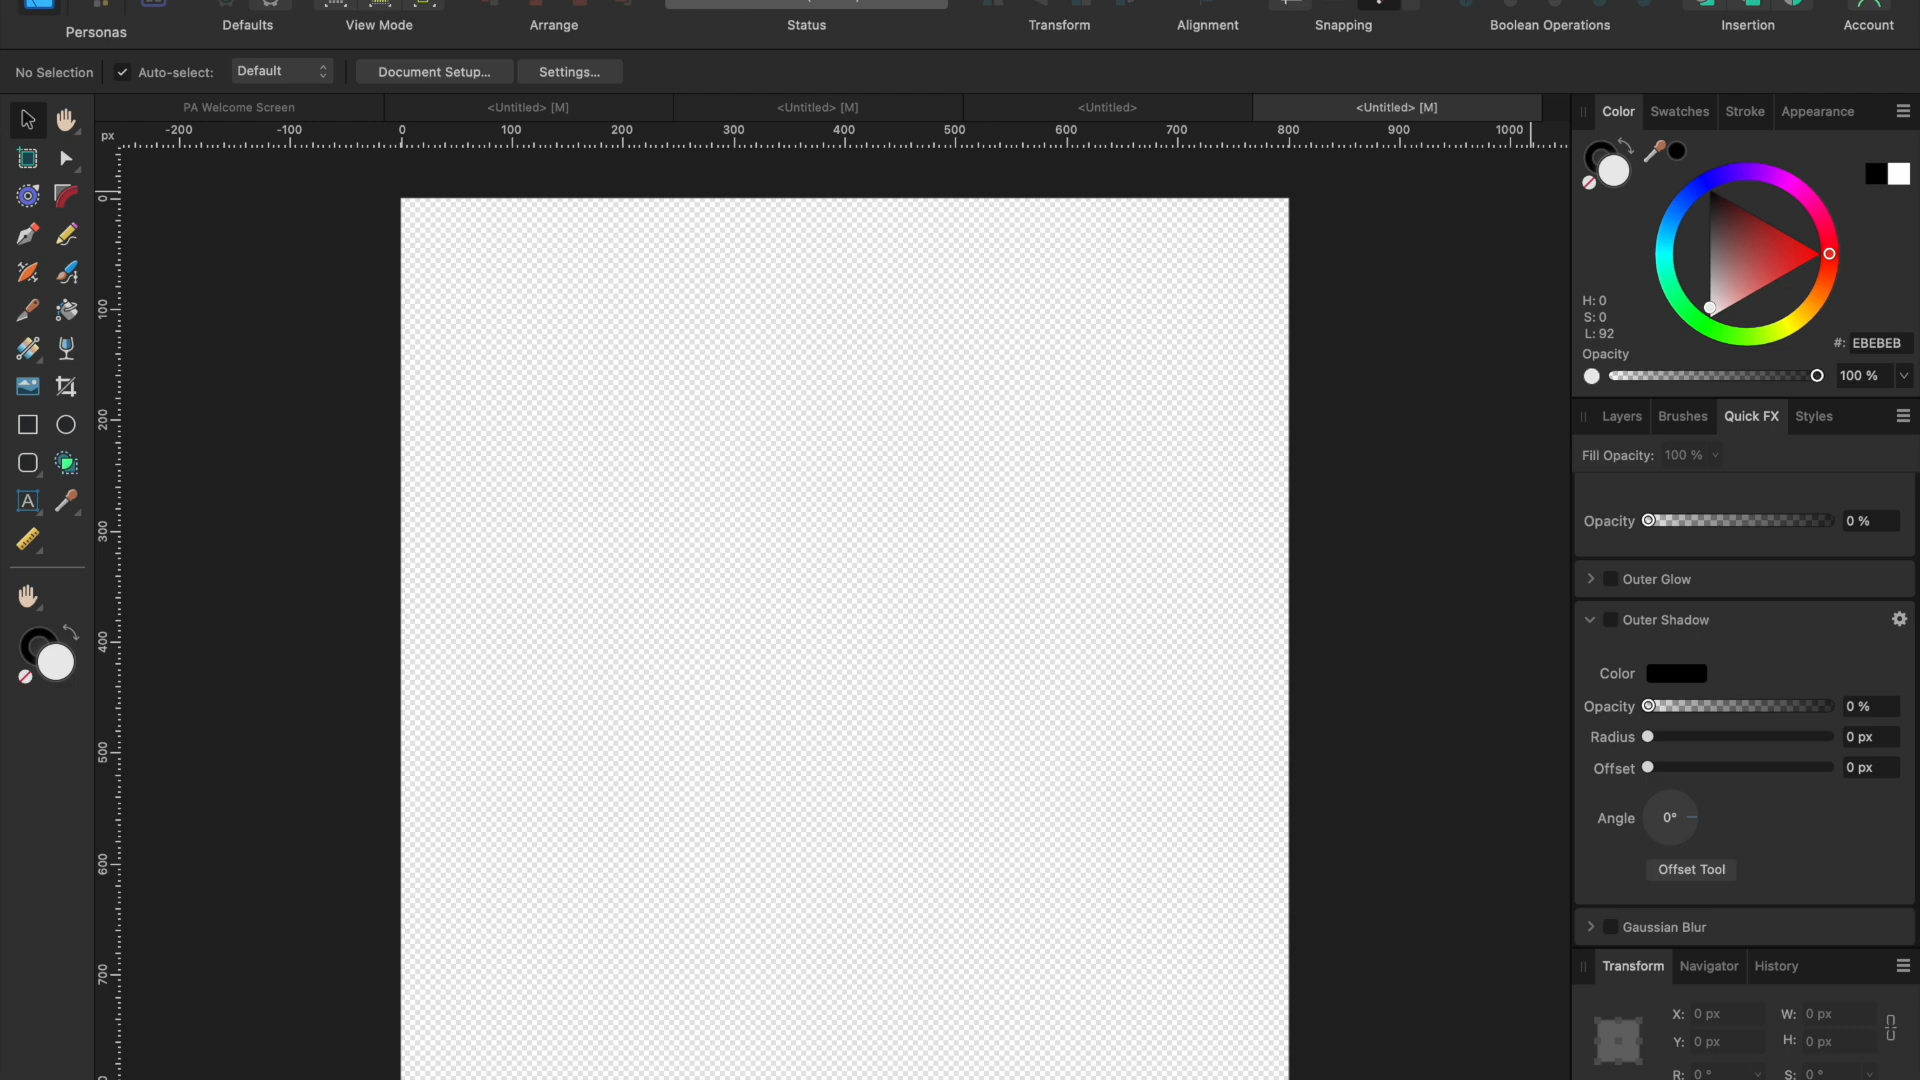 Personas
Defaults
View Mode
Arrange
Status
Transform
Alignment
Snapping
Boolean Operations
Insertion
Account
No Selection
Auto-select:
Default
Document Setup...
Settings...
PA Welcome Screen
<Untitled> [M]
<Untitled> [M]
<Untitled>
<Untitled> [M]
px
-200 -100 0 100 200 300 400 500 600 700 800 900 1000
0
100
200
300
400
500
600
700
A
Color Swatches Stroke Appearance
H: 0
S: 0
L: 92
#: EBEBEB
Opacity
100 %
Layers Brushes Quick FX Styles
Fill Opacity: 100 %
Opacity 0 %
Outer Glow
Outer Shadow
Color
Opacity 0 %
Radius 0 px
Offset 0 px
Angle 0°
Offset Tool
Gaussian Blur
Transform Navigator History
X: 0 px W: 0 px
Y: 0 px H: 0 px
R: 0 ° S: 0 °